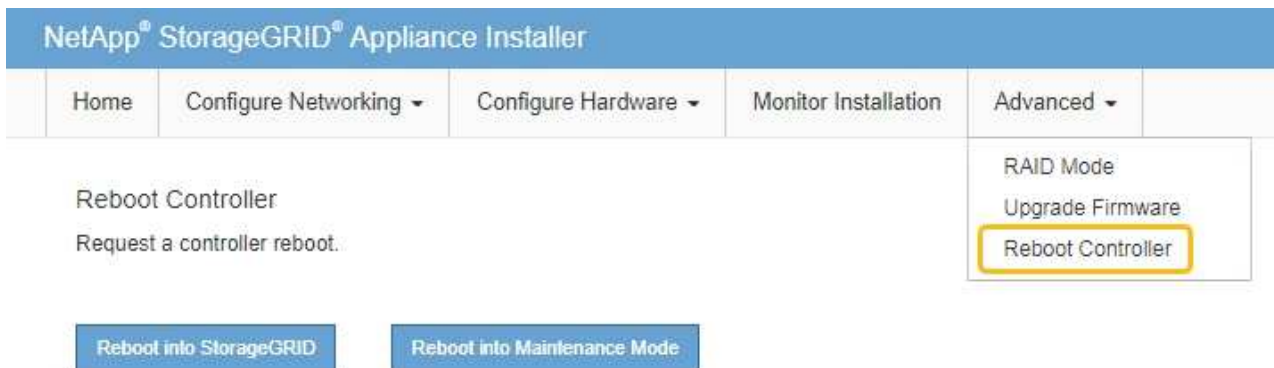 NetApp® StorageGRID® Appliance Installer
Home Configure Networking Configure Hardware Monitor Installation Advanced
RAID Mode
Upgrade Firmware
Reboot Controller
Reboot Controller
Request a controller reboot.
Reboot into StorageGRID Reboot into Maintenance Mode